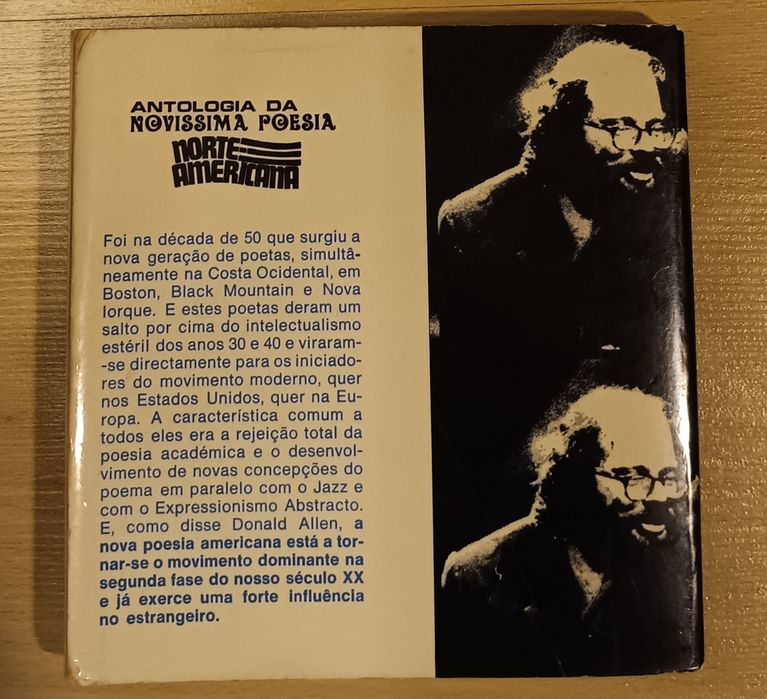 ANTOLOGIA DA
NOVISSIMA POESIA
NORTE
AMERICANA
Foi na década de 50 que surgiu a
nova geração de poetas, simultâ-
neamente na Costa Ocidental, em
Boston, Black Mountain e Nova
Iorque. E estes poetas deram um
salto por cima do intelectualismo
estéril dos anos 30 e 40 e viraram-
-se directamente para os iniciado-
res do movimento moderno, quer
nos Estados Unidos, quer na Eu-
ropa. A característica comum a
todos eles era a rejeição total da
poesia académica e o desenvol-
vimento de novas concepções do
poema em paralelo com o Jazz e
com o Expressionismo Abstracto.
E, como disse Donald Allen, a
nova poesia americana está a tor-
nar-se o movimento dominante na
segunda fase do nosso século XX
e já exerce uma forte influência
no estrangeiro.